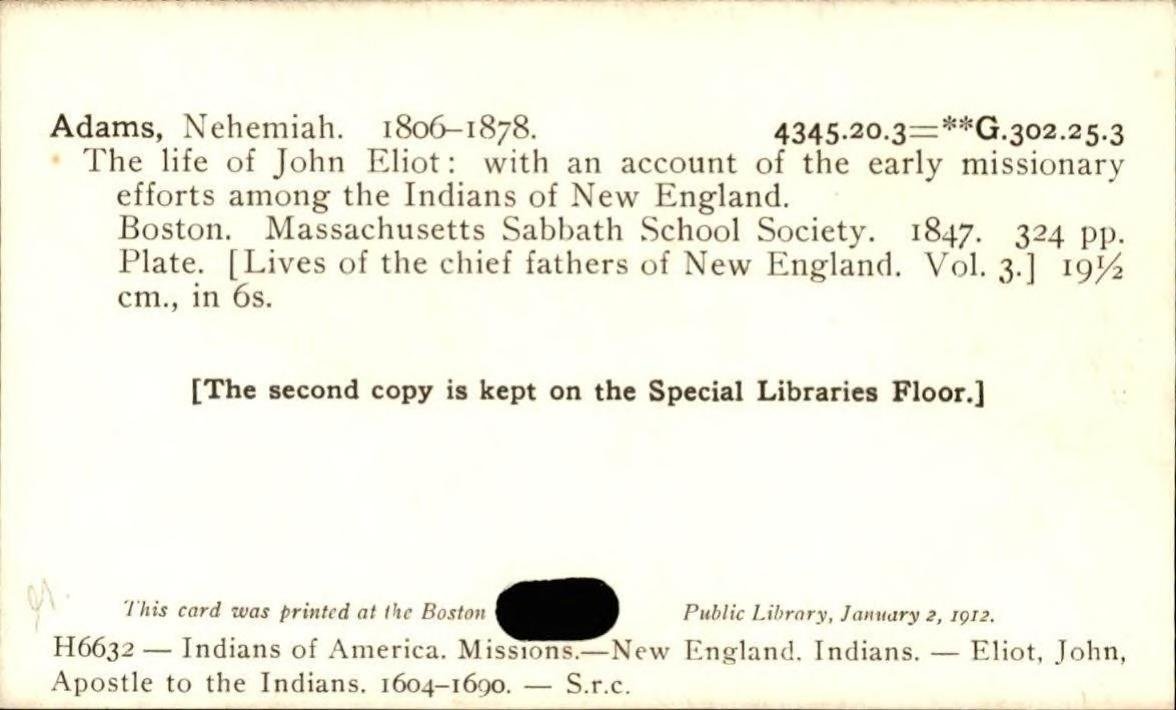 Adams, Nehemiah. 1806–1878. 4345.20.3=**G.302.25.3
The life of John Eliot: with an account of the early missionary
efforts among the Indians of New England.
Boston. Massachusetts Sabbath School Society. 1847. 324 pp.
Plate. [Lives of the chief fathers of New England. Vol. 3.] 19½
cm., in 6s.
[The second copy is kept on the Special Libraries Floor.]
This card was printed at the Boston Public Library, January 2, 1912.
H6632 — Indians of America. Missions.—New England. Indians. — Eliot, John,
Apostle to the Indians. 1604–1690. — S.r.c.